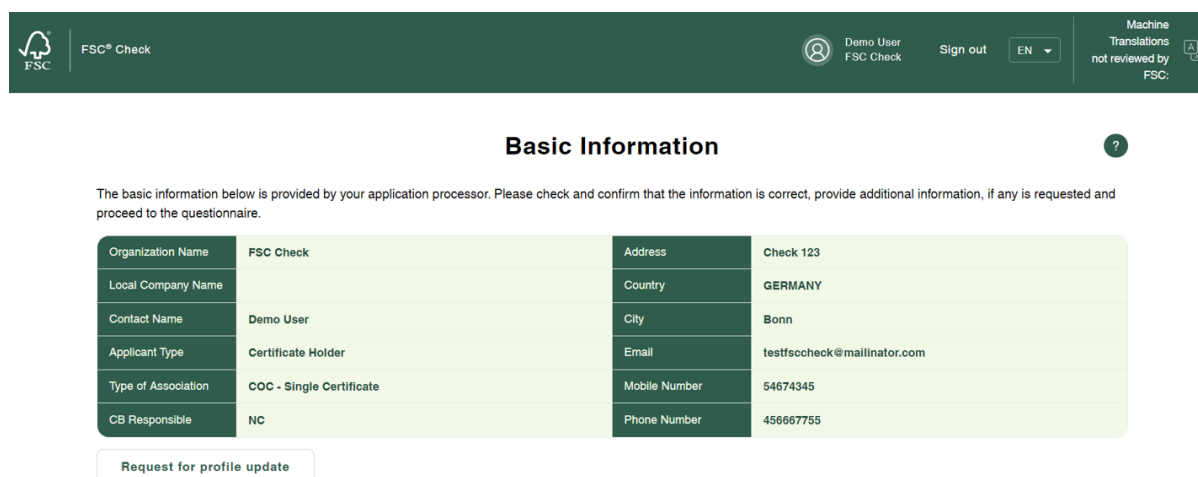 FSC
FSC® Check
Demo User
FSC Check
Sign out
EN
Machine
Translations
not reviewed by
FSC:
Basic Information
?
The basic information below is provided by your application processor. Please check and confirm that the information is correct, provide additional information, if any is requested and
proceed to the questionnaire.
Organization Name FSC Check Address Check 123
Local Company Name Country GERMANY
Contact Name Demo User City Bonn
Applicant Type Certificate Holder Email testfsccheck@mailinator.com
Type of Association COC - Single Certificate Mobile Number 54674345
CB Responsible NC Phone Number 456667755
Request for profile update